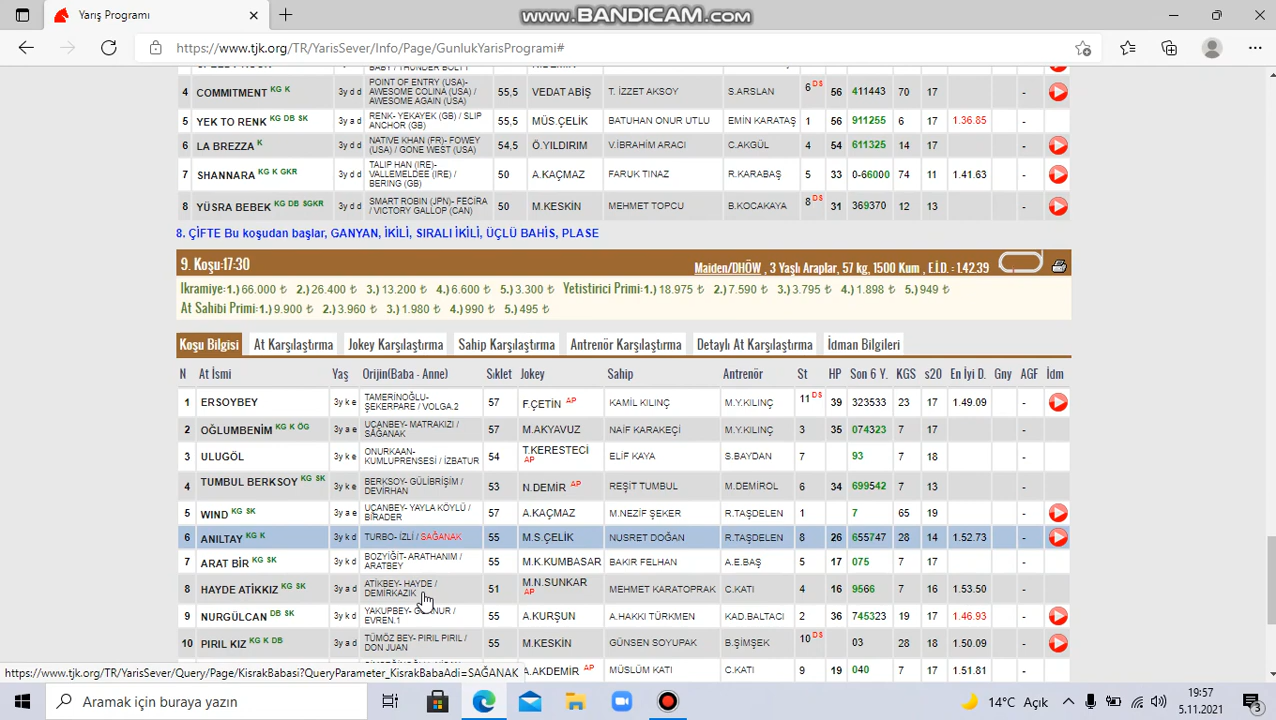 Yarış Programı
www.BANDICAM.com
https://www.tjk.org/TR/YarisSever/Info/Page/GunlukYarisProgrami#
BABY / THUNDER BOLT 1
4 COMMITMENT KG K 3y a d POINT OF ENTRY (USA)- AWESOME COLINA (USA) / AWESOME AGAIN (USA) 55,5 VEDAT ABİŞ T. İZZET AKSOY S.ARSLAN 6 DS 56 411443 70 17 -
5 YEK TO RENK KG DB SK 3y a d RENK- YEKAYEK (GB) / SLIP ANCHOR (GB) 55,5 MÜS.ÇELİK BATUHAN ONUR UTLU EMİN KARATAŞ 1 56 911255 6 17 1.36.85 -
6 LA BREZZA K 3y d d NATIVE KHAN (FR)- FOWEY (USA) / GONE WEST (USA) 54,5 Ö.YILDIRIM V.İBRAHİM ARACI C.AKGÜL 4 54 611325 14 17 -
7 SHANNARA KG K GKR 3y d d TALIP HAN (IRE)- VALLEMELDEE (IRE) / BERING (GB) 50 A.KAÇMAZ FARUK TINAZ R.KARABAŞ 5 33 0-66000 74 11 1.41.63 -
8 YÜSRA BEBEK KG DB SGKR 3y d d SMART ROBIN (JPN)- FECİRA / VICTORY GALLOP (CAN) 50 M.KESKİN MEHMET TOPCU B.KOCAKAYA 8 DS 31 369370 12 13 -
8. ÇİFTE Bu koşudan başlar, GANYAN, İKİLİ, SIRALI İKİLİ, ÜÇLÜ BAHİS, PLASE
9. Koşu:17:30 Maiden/DHÖW , 3 Yaşlı Araplar, 57 kg, 1500 Kum , E.İ.D. : 1.42.39
Ikramiye:1.) 66.000 ₺ 2.) 26.400 ₺ 3.) 13.200 ₺ 4.) 6.600 ₺ 5.) 3.300 ₺ Yetistirici Primi:1.) 18.975 ₺ 2.) 7.590 ₺ 3.) 3.795 ₺ 4.) 1.898 ₺ 5.) 949 ₺
At Sahibi Primi:1.) 9.900 ₺ 2.) 3.960 ₺ 3.) 1.980 ₺ 4.) 990 ₺ 5.) 495 ₺
Koşu Bilgisi At Karşılaştırma Jokey Karşılaştırma Sahip Karşılaştırma Antrenör Karşılaştırma Detaylı At Karşılaştırma İdman Bilgileri
N At İsmi Yaş Orijin(Baba - Anne) Sıklet Jokey Sahip Antrenör St HP Son 6 Y. KGS s20 En İyi D. Gny AGF İdm
1 ERSOYBEY 3y k e TAMERİNOĞLU- ŞEKERPARE / VOLGA.2 57 F.ÇETİN AP KAMİL KILINÇ M.Y.KILINÇ 11 DS 39 323533 23 17 1.49.09 -
2 OĞLUMBENİM KG K ÖG 3y a e UÇANBEY- MATRAKIZI / SAĞANAK 57 M.AKYAVUZ NAİF KARAKEÇİ M.Y.KILINÇ 3 35 074323 7 17 -
3 ULUGÖL 3y k e ONURKAAN- KUMLUPRENSESİ / İZBATUR 54 T.KERESTECİ AP ELİF KAYA S.BAYDAN 7 93 7 18 -
4 TUMBUL BERKSOY KG SK 3y k e BERKSOY- GÜLİBRİŞİM / DEVİRHAN 53 N.DEMİR AP REŞİT TUMBUL M.DEMİROL 6 34 699542 7 13 -
5 WIND KG SK 3y a e UÇANBEY- YAYLA KÖYLÜ / BİRADER 57 A.KAÇMAZ M.NEZİF ŞEKER R.TAŞDELEN 1 7 65 19 -
6 ANILTAY KG K 3y k d TURBO- İZLİ / SAĞANAK 55 M.S.ÇELİK NUSRET DOĞAN R.TAŞDELEN 8 26 655747 28 14 1.52.73 -
7 ARAT BİR KG SK 3y k d BOZYİĞİT- ARATHANIM / ARATBEY 55 M.K.KUMBASAR BAKIR FELHAN A.E.BAŞ 5 17 075 7 17 -
8 HAYDE ATİKKIZ KG SK 3y a d ATİKBEY- HAYDE / DEMİRKAZIK 51 M.N.SUNKAR AP MEHMET KARATOPRAK C.KATI 4 16 9566 7 16 1.53.50 -
9 NURGÜLCAN DB SK 3y k d YAKUPBEY- / EVREN.1 55 A.KURŞUN A.HAKKI TÜRKMEN KAD.BALTACI 2 36 745323 19 17 1.46.93 -
10 PIRIL KIZ KG K DB 3y a d TÜMÖZ BEY- PIRIL PIRIL / DON JUAN 55 M.KESKİN GÜNSEN SOYUPAK B.ŞİMŞEK 10 DS 03 28 18 1.50.09 -
A.AKDEMİR AP MÜSLÜM KATI C.KATI 9 19 040 7 17 1.51.81 -
https://www.tjk.org/TR/YarisSever/Query/Page/KisrakBabasi?QueryParameter_KisrakBabaAdi=SAĞANAK
Aramak için buraya yazın
14°C Açık
19:57
5.11.2021
3